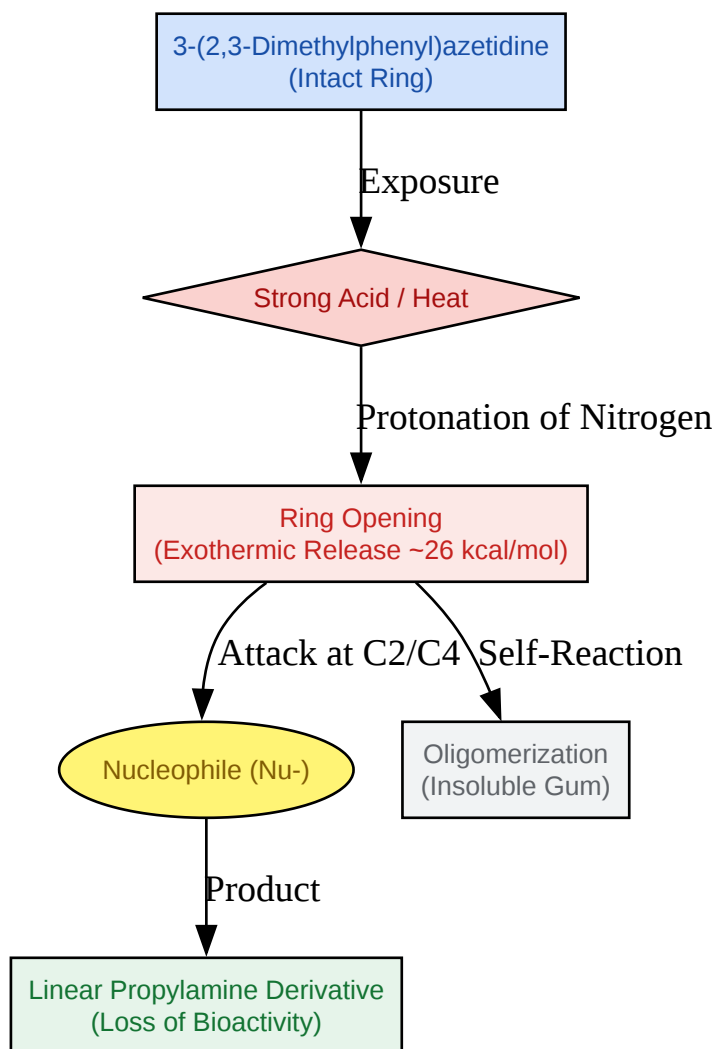 3-(2,3-Dimethylphenyl)azetidine
(Intact Ring)
Exposure
Strong Acid / Heat
Protonation of Nitrogen
Ring Opening
(Exothermic Release ~26 kcal/mol)
Attack at C2/C4
Self-Reaction
Nucleophile (Nu-)
Oligomerization
(Insoluble Gum)
Product
Linear Propylamine Derivative
(Loss of Bioactivity)